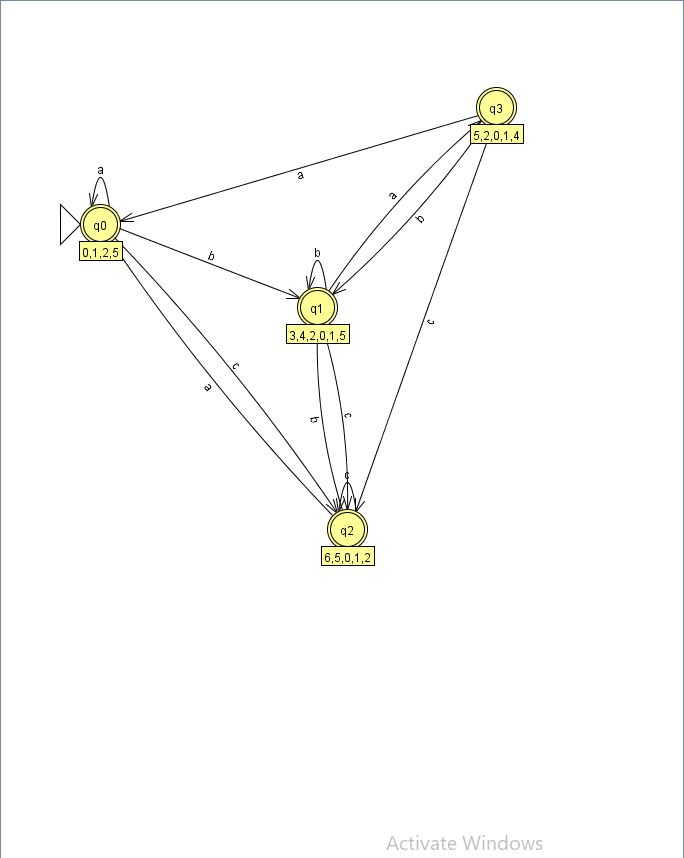 q3
5,2,0,1,4
a
a
q0
0,1,2,5
a
b
b
b
q1
3,4,2,0,1,5
c
c
a
b
c
c
q2
6,5,0,1,2
Activate Windows